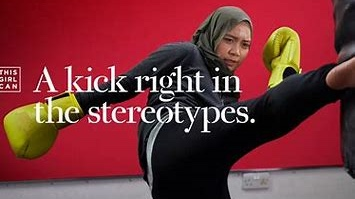 THIS
GIRL
CAN
A kick right in
the stereotypes.